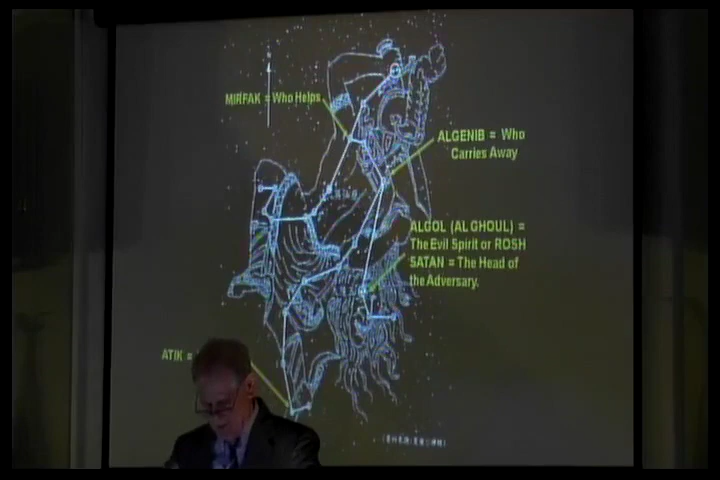 MIRFAK = Who Helps
ALGENIB = Who
Carries Away
ALGOL (AL GHOUL) =
The Evil Spirit or ROSH
SATAN = The Head of
the Adversary.
ATIK =